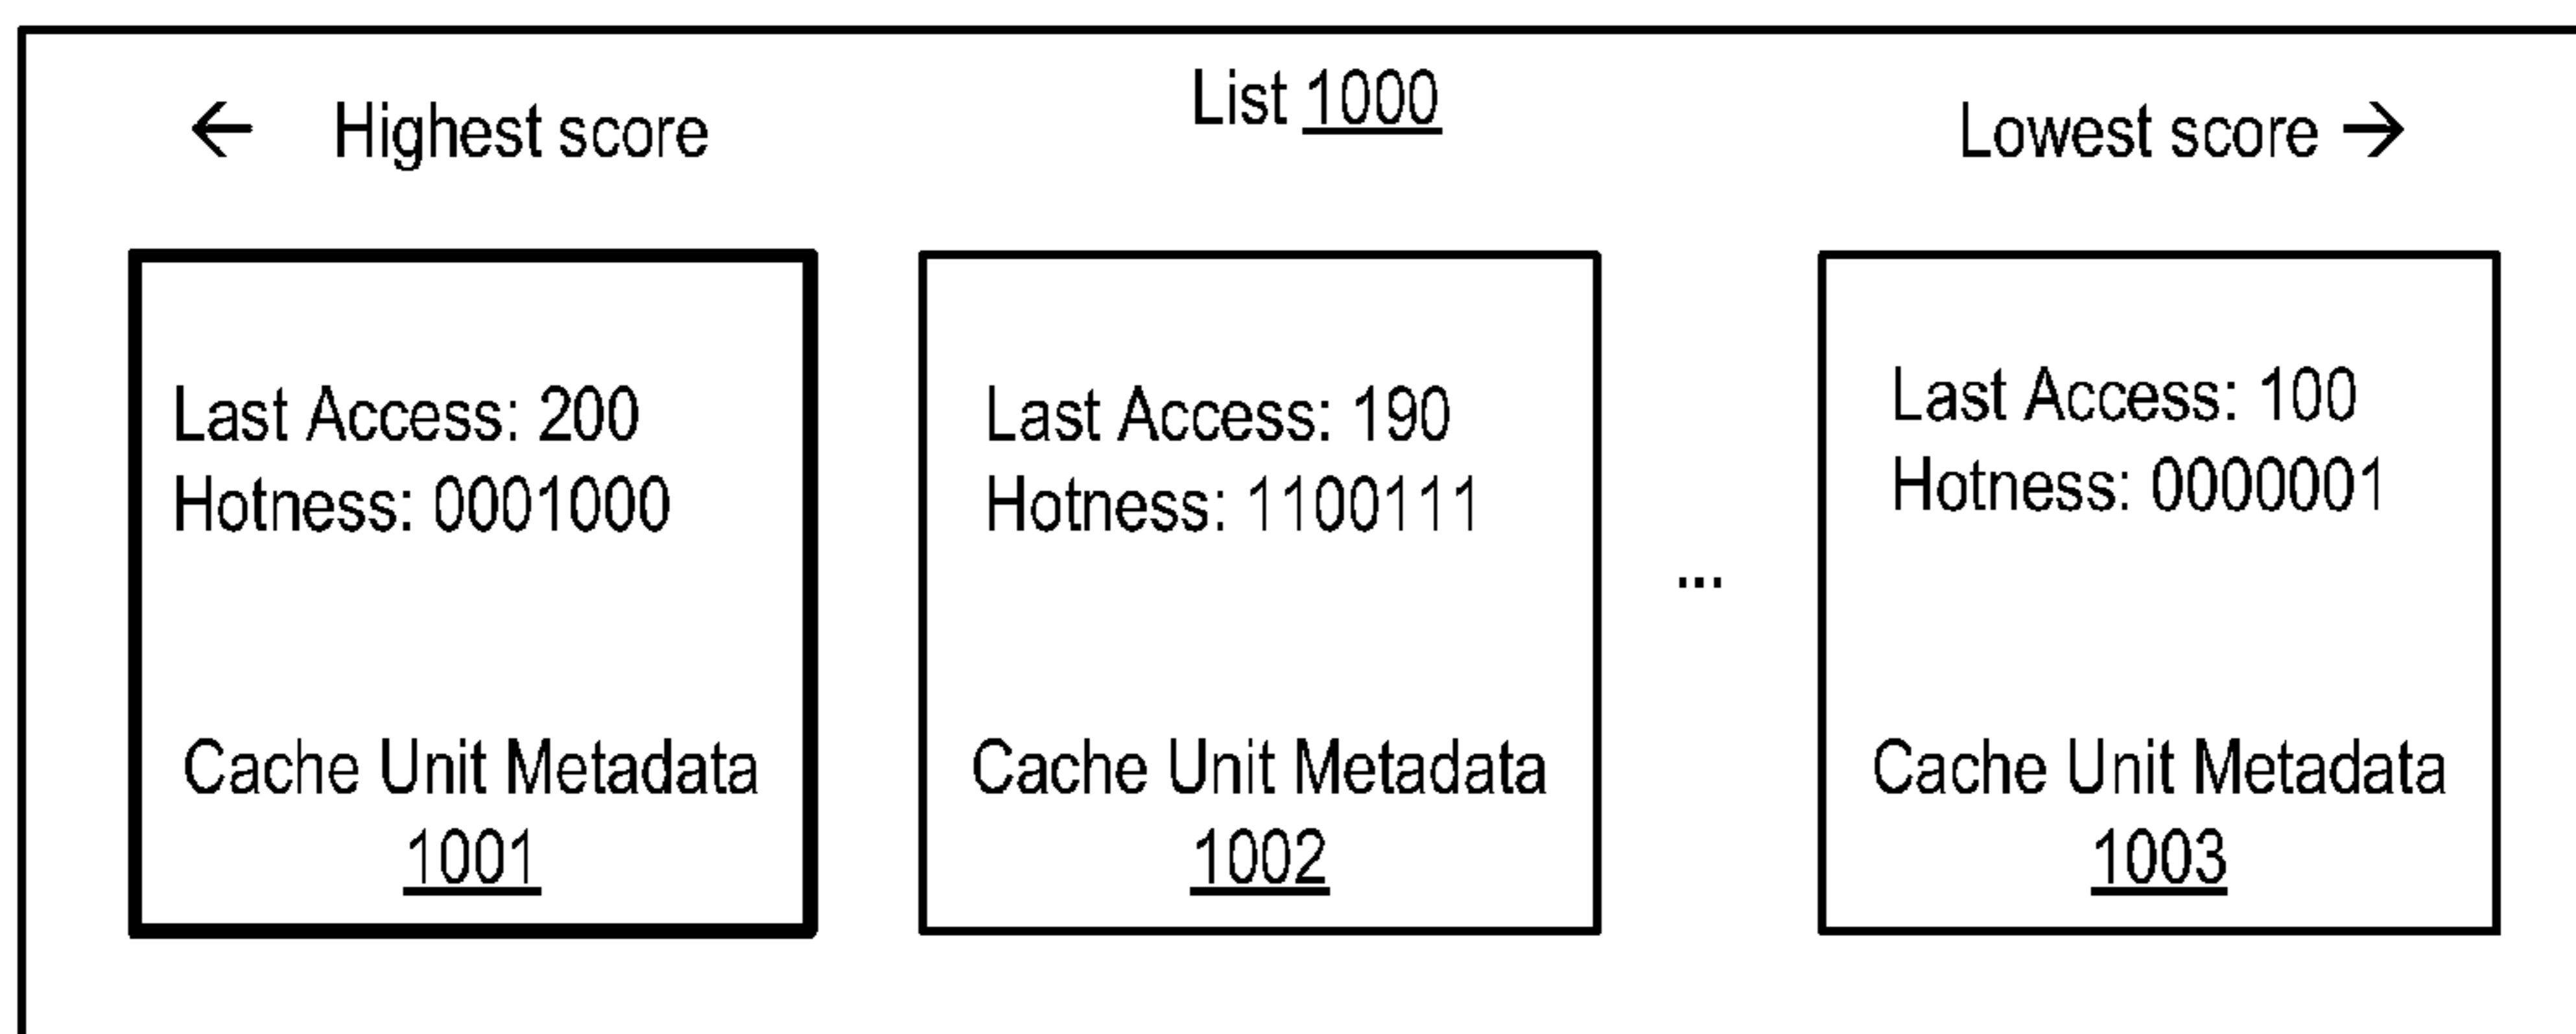 List 1000
← Highest score
Lowest score →
Last Access: 200
Hotness: 0001000
Cache Unit Metadata
1001
Last Access: 190
Hotness: 1100111
Cache Unit Metadata
1002
...
Last Access: 100
Hotness: 0000001
Cache Unit Metadata
1003